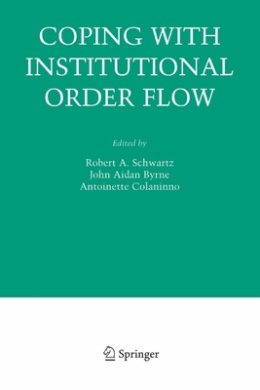 COPING WITH
INSTITUTIONAL
ORDER FLOW
Edited by
Robert A. Schwartz
John Aidan Byrne
Antoinette Colaninno
Springer